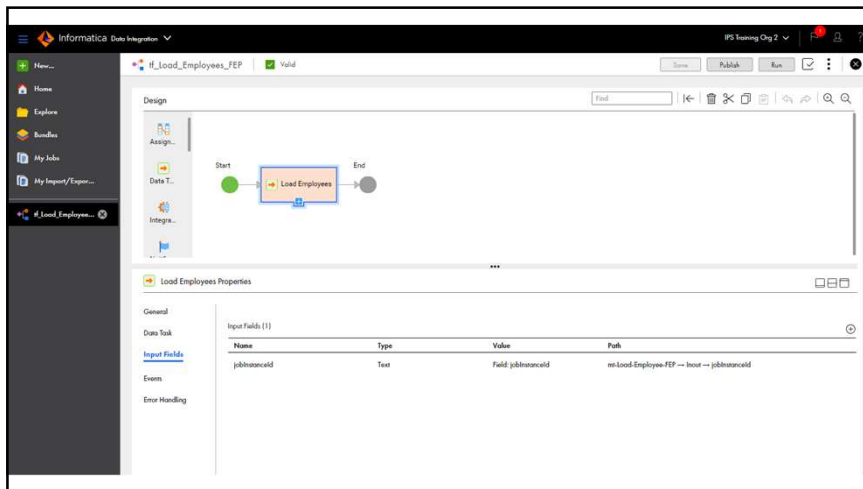 Informatica Data Integration
IPS Training Org 2
New...
tf_Load_Employees_FEP
Valid
Save
Publish
Run
Home
Explore
Bundles
My Jobs
My Import/Expor...
tf_Load_Employee...
Design
Find
Assign...
Data T...
Integra...
Start
Load Employees
End
Load Employees Properties
General
Data Task
Input Fields
Events
Error Handling
Input Fields (1)
Name Type Value Path
jobInstanceId Text Field: jobInstanceId mt-Load-Employee-FEP → Inout → jobInstanceId